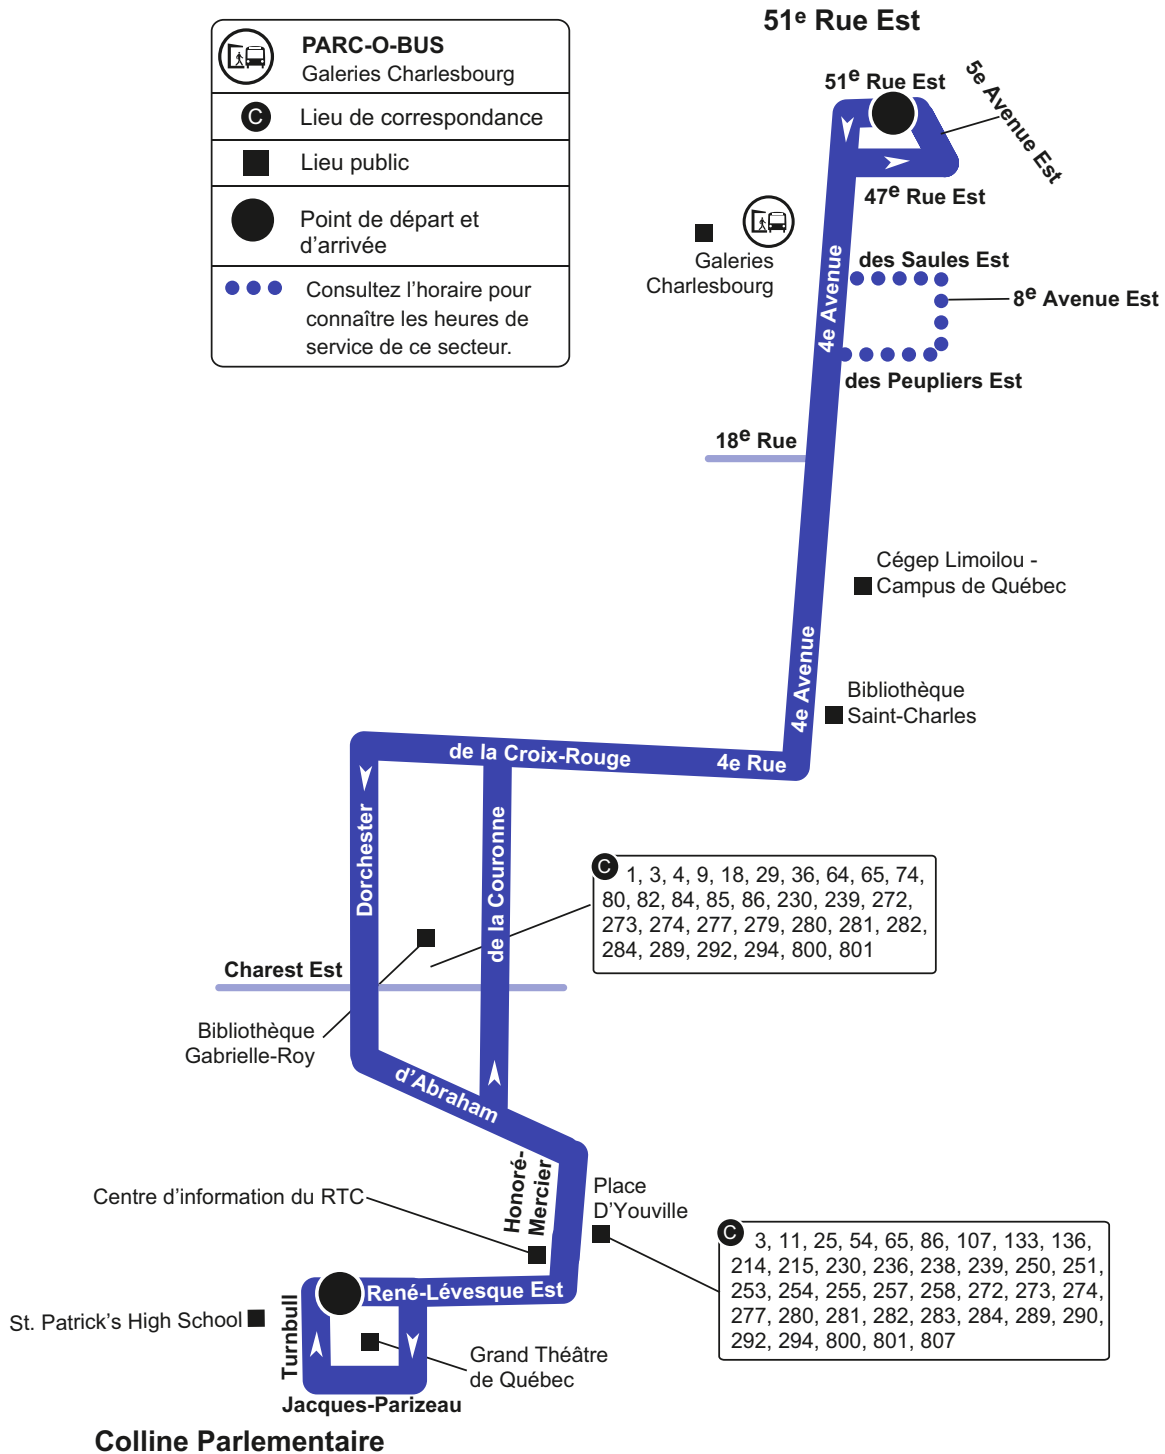 51e Rue Est
PARC-O-BUS
Galeries Charlesbourg
C Lieu de correspondance
Lieu public
Point de départ et
d'arrivée
Consultez l'horaire pour
connaître les heures de
service de ce secteur.
51e Rue Est
5e Avenue Est
47e Rue Est
Galeries
Charlesbourg
4e Avenue
des Saules Est
8e Avenue Est
des Peupliers Est
18e Rue
Cégep Limoilou -
Campus de Québec
4e Avenue
Bibliothèque
Saint-Charles
de la Croix-Rouge
4e Rue
Dorchester
de la Couronne
C 1, 3, 4, 9, 18, 29, 36, 64, 65, 74,
80, 82, 84, 85, 86, 230, 239, 272,
273, 274, 277, 279, 280, 281, 282,
284, 289, 292, 294, 800, 801
Charest Est
Bibliothèque
Gabrielle-Roy
d'Abraham
Honoré-
Mercier
Centre d'information du RTC
Place
D'Youville
C 3, 11, 25, 54, 65, 86, 107, 133, 136,
214, 215, 230, 236, 238, 239, 250, 251,
253, 254, 255, 257, 258, 272, 273, 274,
277, 280, 281, 282, 283, 284, 289, 290,
292, 294, 800, 801, 807
René-Lévesque Est
St. Patrick's High School
Turnbull
Grand Théâtre
de Québec
Jacques-Parizeau
Colline Parlementaire